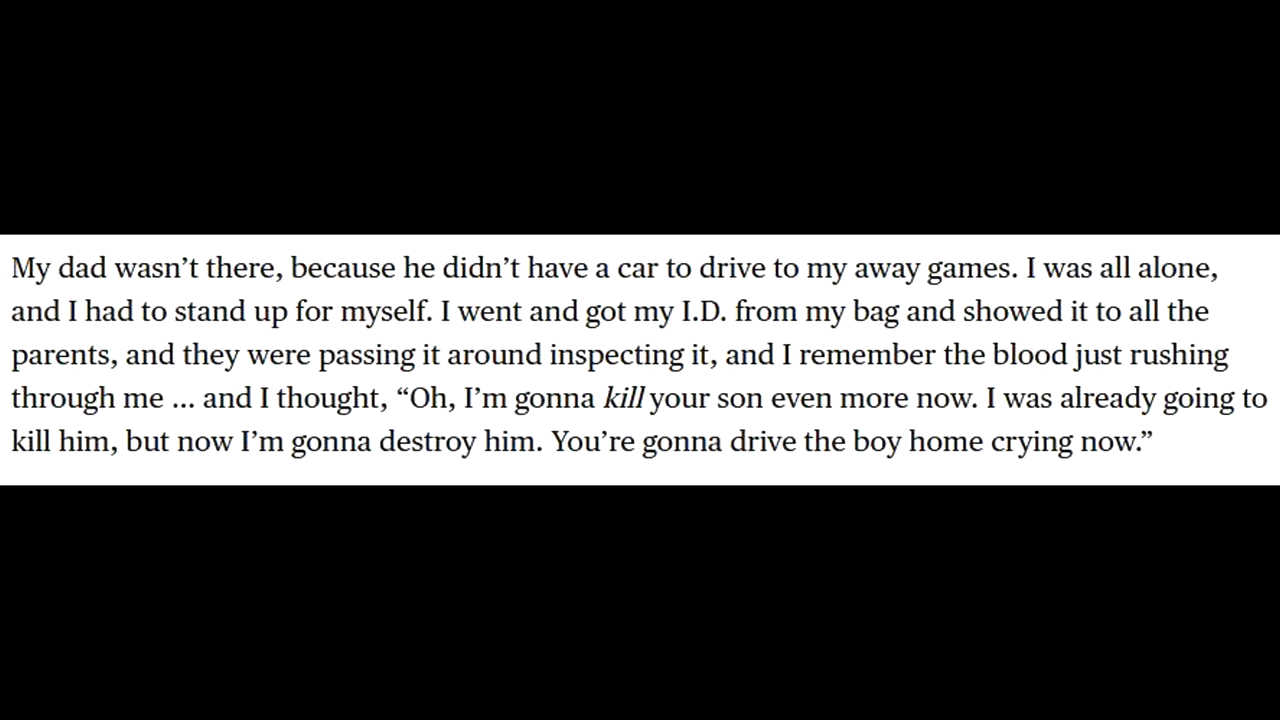 My dad wasn’t there, because he didn’t have a car to drive to my away games. I was all alone,
and I had to stand up for myself. I went and got my I.D. from my bag and showed it to all the
parents, and they were passing it around inspecting it, and I remember the blood just rushing
through me ... and I thought, “Oh, I’m gonna kill your son even more now. I was already going to
kill him, but now I’m gonna destroy him. You’re gonna drive the boy home crying now.”